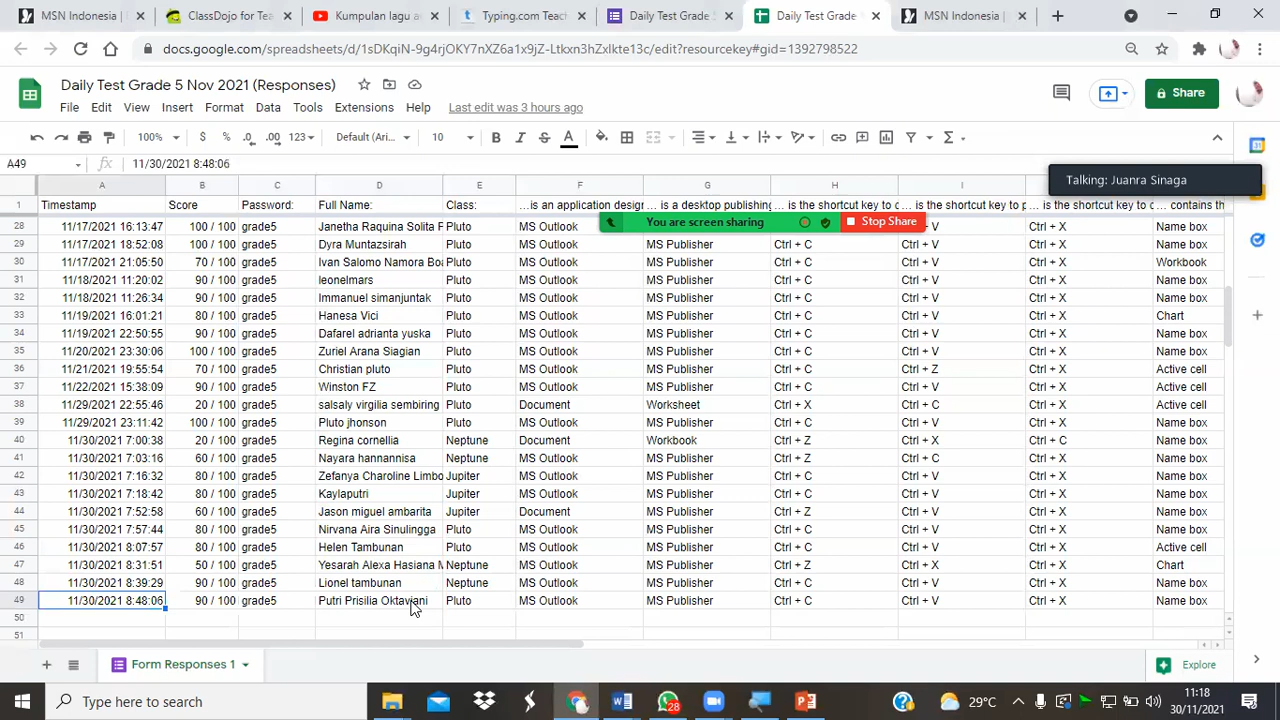 MSN Indonesia |
ClassDojo for Tea
Kumpulan lagu a
Typing.com Teac
Daily Test Grade
Daily Test Grade
MSN Indonesia |
docs.google.com/spreadsheets/d/1sDKqiN-9g4rjOKY7nXZ6a1x9jZ-Ltkxn3hZxlkte13c/edit?resourcekey#gid=1392798522
Daily Test Grade 5 Nov 2021 (Responses)
File Edit View Insert Format Data Tools Extensions Help Last edit was 3 hours ago
Share
100% $ % .0 .00 123 Default (Ari... 10 B I S A
A49 fx 11/30/2021 8:48:06
Talking: Juanra Sinaga
A B C D E F G H I
1 Timestamp Score Password: Full Name: Class: ...is an application desig ... is a desktop publishing ... is the shortcut key to c ... is the shortcut key to p ... is the shortcut key to ... contains th
You are screen sharing Stop Share
28 11/17/2021 16:13:47 100 / 100 grade5 Janetha Raquina Solita F Pluto MS Outlook V Ctrl + X Name box
29 11/17/2021 18:52:08 100 / 100 grade5 Dyra Muntazsirah Pluto MS Outlook MS Publisher Ctrl + C Ctrl + V Ctrl + X Name box
30 11/17/2021 21:05:50 70 / 100 grade5 Ivan Salomo Namora Boa Pluto MS Outlook MS Publisher Ctrl + C Ctrl + V Ctrl + X Workbook
31 11/18/2021 11:20:02 90 / 100 grade5 leonelmars Pluto MS Outlook MS Publisher Ctrl + C Ctrl + V Ctrl + X Name box
32 11/18/2021 11:26:34 90 / 100 grade5 Immanuel simanjuntak Pluto MS Outlook MS Publisher Ctrl + C Ctrl + V Ctrl + X Name box
33 11/19/2021 16:01:21 80 / 100 grade5 Hanesa Vici Pluto MS Outlook MS Publisher Ctrl + C Ctrl + V Ctrl + X Chart
34 11/19/2021 22:50:55 90 / 100 grade5 Dafarel adrianta yuska Pluto MS Outlook MS Publisher Ctrl + C Ctrl + V Ctrl + X Name box
35 11/20/2021 23:30:06 100 / 100 grade5 Zuriel Arana Siagian Pluto MS Outlook MS Publisher Ctrl + C Ctrl + V Ctrl + X Name box
36 11/21/2021 19:55:54 70 / 100 grade5 Christian pluto Pluto MS Outlook MS Publisher Ctrl + C Ctrl + Z Ctrl + X Active cell
37 11/22/2021 15:38:09 90 / 100 grade5 Winston FZ Pluto MS Outlook MS Publisher Ctrl + C Ctrl + V Ctrl + X Active cell
38 11/29/2021 22:55:46 20 / 100 grade5 salsaly virgilia sembiring Pluto Document Worksheet Ctrl + X Ctrl + C Ctrl + X Active cell
39 11/29/2021 23:11:42 100 / 100 grade5 Pluto jhonson Pluto MS Outlook MS Publisher Ctrl + C Ctrl + V Ctrl + X Name box
40 11/30/2021 7:00:38 20 / 100 grade5 Regina cornellia Neptune Document Workbook Ctrl + Z Ctrl + X Ctrl + C Name box
41 11/30/2021 7:03:16 60 / 100 grade5 Nayara hannannisa Neptune MS Outlook MS Publisher Ctrl + Z Ctrl + C Ctrl + X Name box
42 11/30/2021 7:16:32 80 / 100 grade5 Zefanya Charoline Limbo Jupiter MS Outlook MS Publisher Ctrl + C Ctrl + V Ctrl + X Name box
43 11/30/2021 7:18:42 80 / 100 grade5 Kaylaputri Jupiter MS Outlook MS Publisher Ctrl + C Ctrl + V Ctrl + X Name box
44 11/30/2021 7:52:58 60 / 100 grade5 Jason miguel ambarita Jupiter Document MS Publisher Ctrl + Z Ctrl + V Ctrl + X Name box
45 11/30/2021 7:57:44 80 / 100 grade5 Nirvana Aira Sinulingga Pluto MS Outlook MS Publisher Ctrl + C Ctrl + V Ctrl + X Name box
46 11/30/2021 8:07:57 80 / 100 grade5 Helen Tambunan Pluto MS Outlook MS Publisher Ctrl + C Ctrl + V Ctrl + X Active cell
47 11/30/2021 8:31:51 50 / 100 grade5 Yesarah Alexa Hasiana M Neptune MS Outlook MS Publisher Ctrl + Z Ctrl + X Ctrl + X Chart
48 11/30/2021 8:39:29 90 / 100 grade5 Lionel tambunan Neptune MS Outlook MS Publisher Ctrl + C Ctrl + V Ctrl + X Name box
49 11/30/2021 8:48:06 90 / 100 grade5 Putri Prisilia Oktaviani Pluto MS Outlook MS Publisher Ctrl + C Ctrl + V Ctrl + X Name box
50
51
Form Responses 1 Explore
Type here to search
28
29°C
11:18
30/11/2021